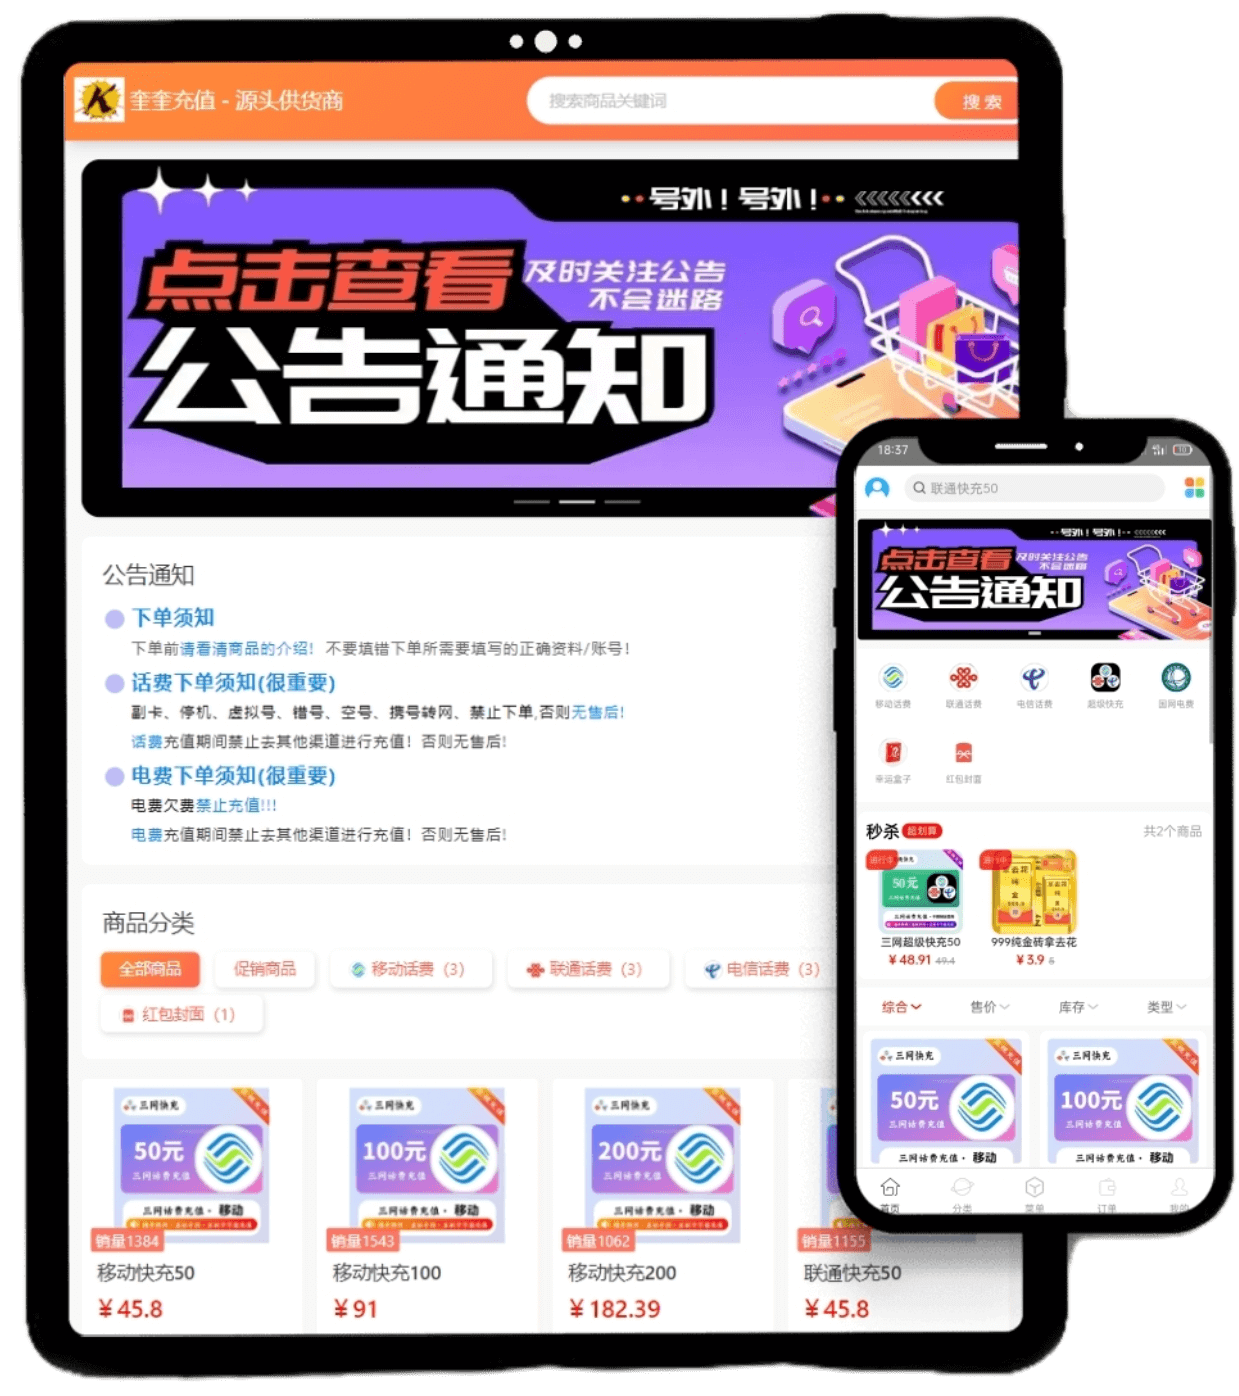 K
奎奎充值 - 源头供货商
搜索商品关键词
搜 索
号外！号外！
点击查看
及时关注公告
不会迷路
公告通知
公告通知
下单须知
下单前请看清商品的介绍！ 不要填错下单所需要填写的正确资料/账号！
话费下单须知(很重要)
副卡、停机、虚拟号、错号、空号、携号转网、禁止下单,否则无售后!
话费充值期间禁止去其他渠道进行充值！否则无售后!
电费下单须知(很重要)
电费欠费禁止充值!!!
电费充值期间禁止去其他渠道进行充值！否则无售后!
商品分类
全部商品
促销商品
移动话费（3）
联通话费（3）
电信话费（3）
红包封面（1）
三网快充
50元
三网话费充值
三网话费充值・移动
销量1384
移动快充50
¥ 45.8
三网快充
100元
三网话费充值
三网话费充值・移动
销量1543
移动快充100
¥ 91
三网快充
200元
三网话费充值
三网话费充值・移动
销量1062
移动快充200
¥ 182.39
销量1155
联通快充50
¥ 45.8
18:37
联通快充50
号外！号外！
点击查看
及时关注公告
不会迷路
公告通知
移动话费
联通话费
电信话费
超级快充
国网电费
幸运盒子
红包封面
秒杀
超划算
共2个商品
进行中
50元
三网超级快充50
¥ 48.91 49.4
999纯金砖拿去花
¥ 3.9 5
综合
售价
库存
类型
三网快充
50元
三网话费充值
三网话费充值・移动
三网快充
100元
三网话费充值
三网话费充值・移动
首页
分类
菜单
订单
我的